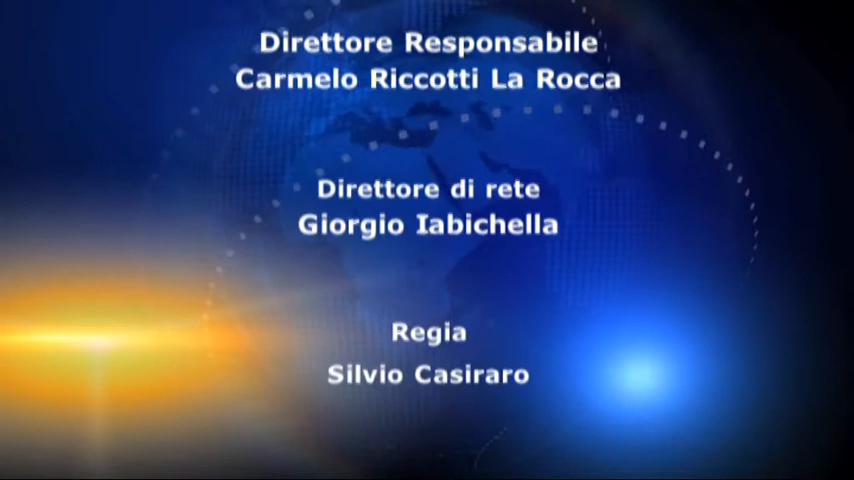 Direttore Responsabile
Carmelo Riccotti La Rocca
Direttore di rete
Giorgio Iabichella
Regia
Silvio Casiraro